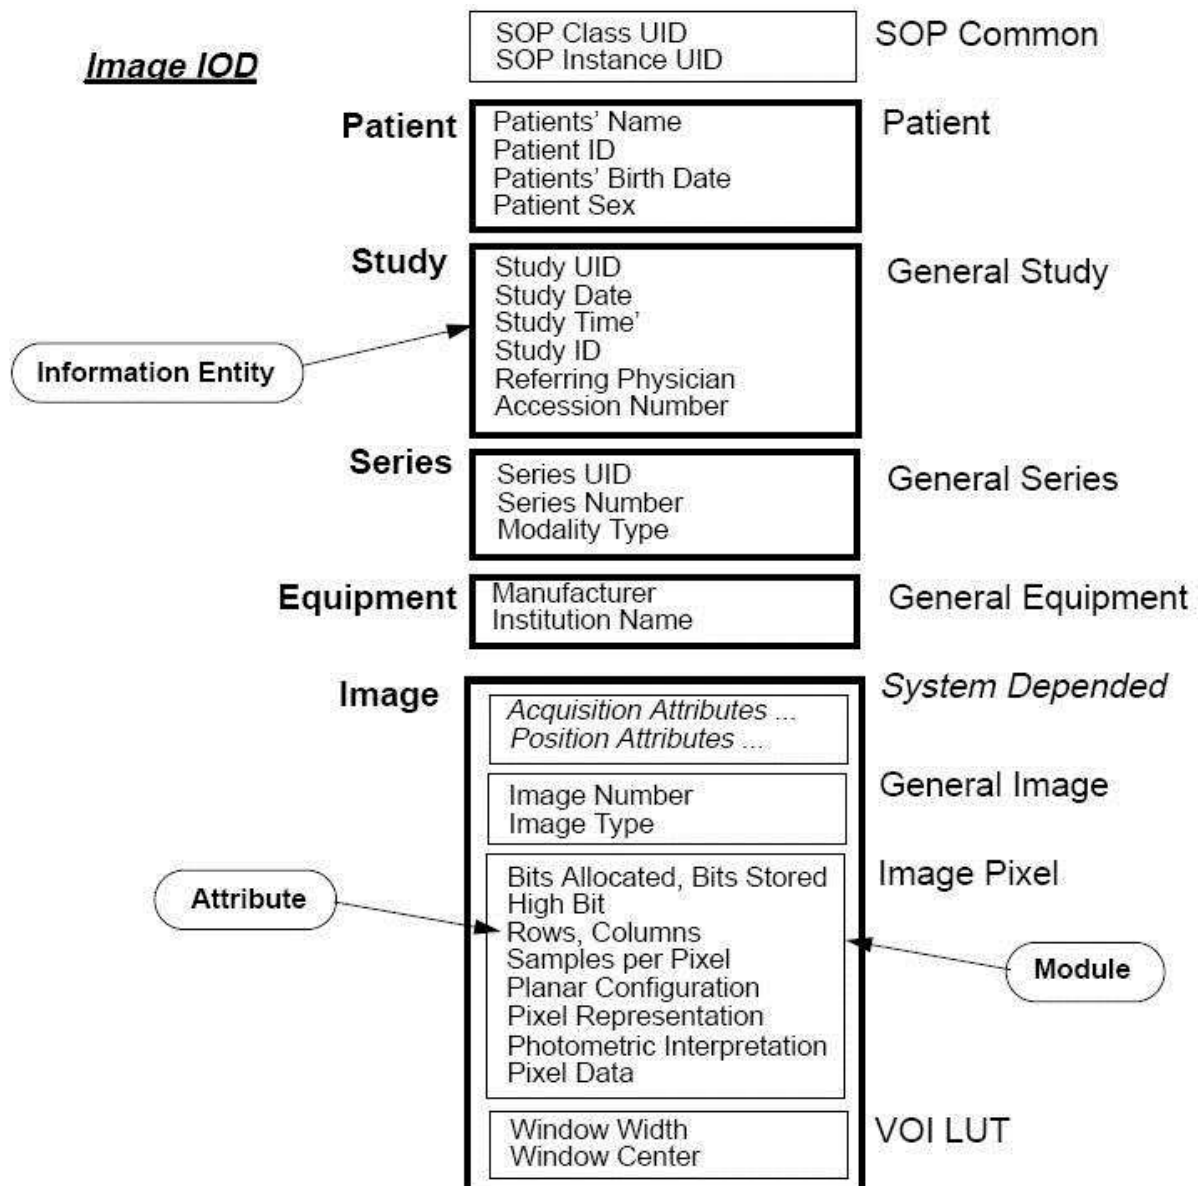 Image IOD
SOP Class UID
SOP Instance UID
SOP Common
Patient
Patients' Name
Patient ID
Patients' Birth Date
Patient Sex
Patient
Study
Study UID
Study Date
Study Time'
Study ID
Referring Physician
Accession Number
General Study
Information Entity
Series
Series UID
Series Number
Modality Type
General Series
Equipment
Manufacturer
Institution Name
General Equipment
Image
Acquisition Attributes ...
Position Attributes ...
System Depended
Image Number
Image Type
General Image
Bits Allocated, Bits Stored
High Bit
Rows, Columns
Samples per Pixel
Planar Configuration
Pixel Representation
Photometric Interpretation
Pixel Data
Image Pixel
Attribute
Module
Window Width
Window Center
VOI LUT